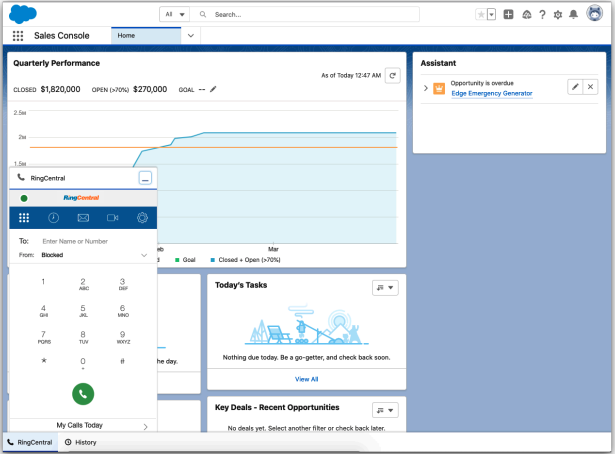 All
Search...
Sales Console
Home
Quarterly Performance
As of Today 12:47 AM
CLOSED $1,820,000 OPEN (>70%) $270,000 GOAL --
2.5м
2м
1.5м
Mar
Goal
Closed + Open (>70%)
Assistant
Opportunity is overdue
Edge Emergency Generator
RingCentral
RingCentral
To: Enter Name or Number
From: Blocked
1 2 3
ABC DEF
4 5 6
GHI JKL MNO
7 8 9
PQRS TUV WXYZ
* 0 #
+
My Calls Today
he day.
Today's Tasks
Nothing due today. Be a go-getter, and check back soon.
View All
Key Deals - Recent Opportunities
No deals yet. Select another filter or check back later.
RingCentral
History